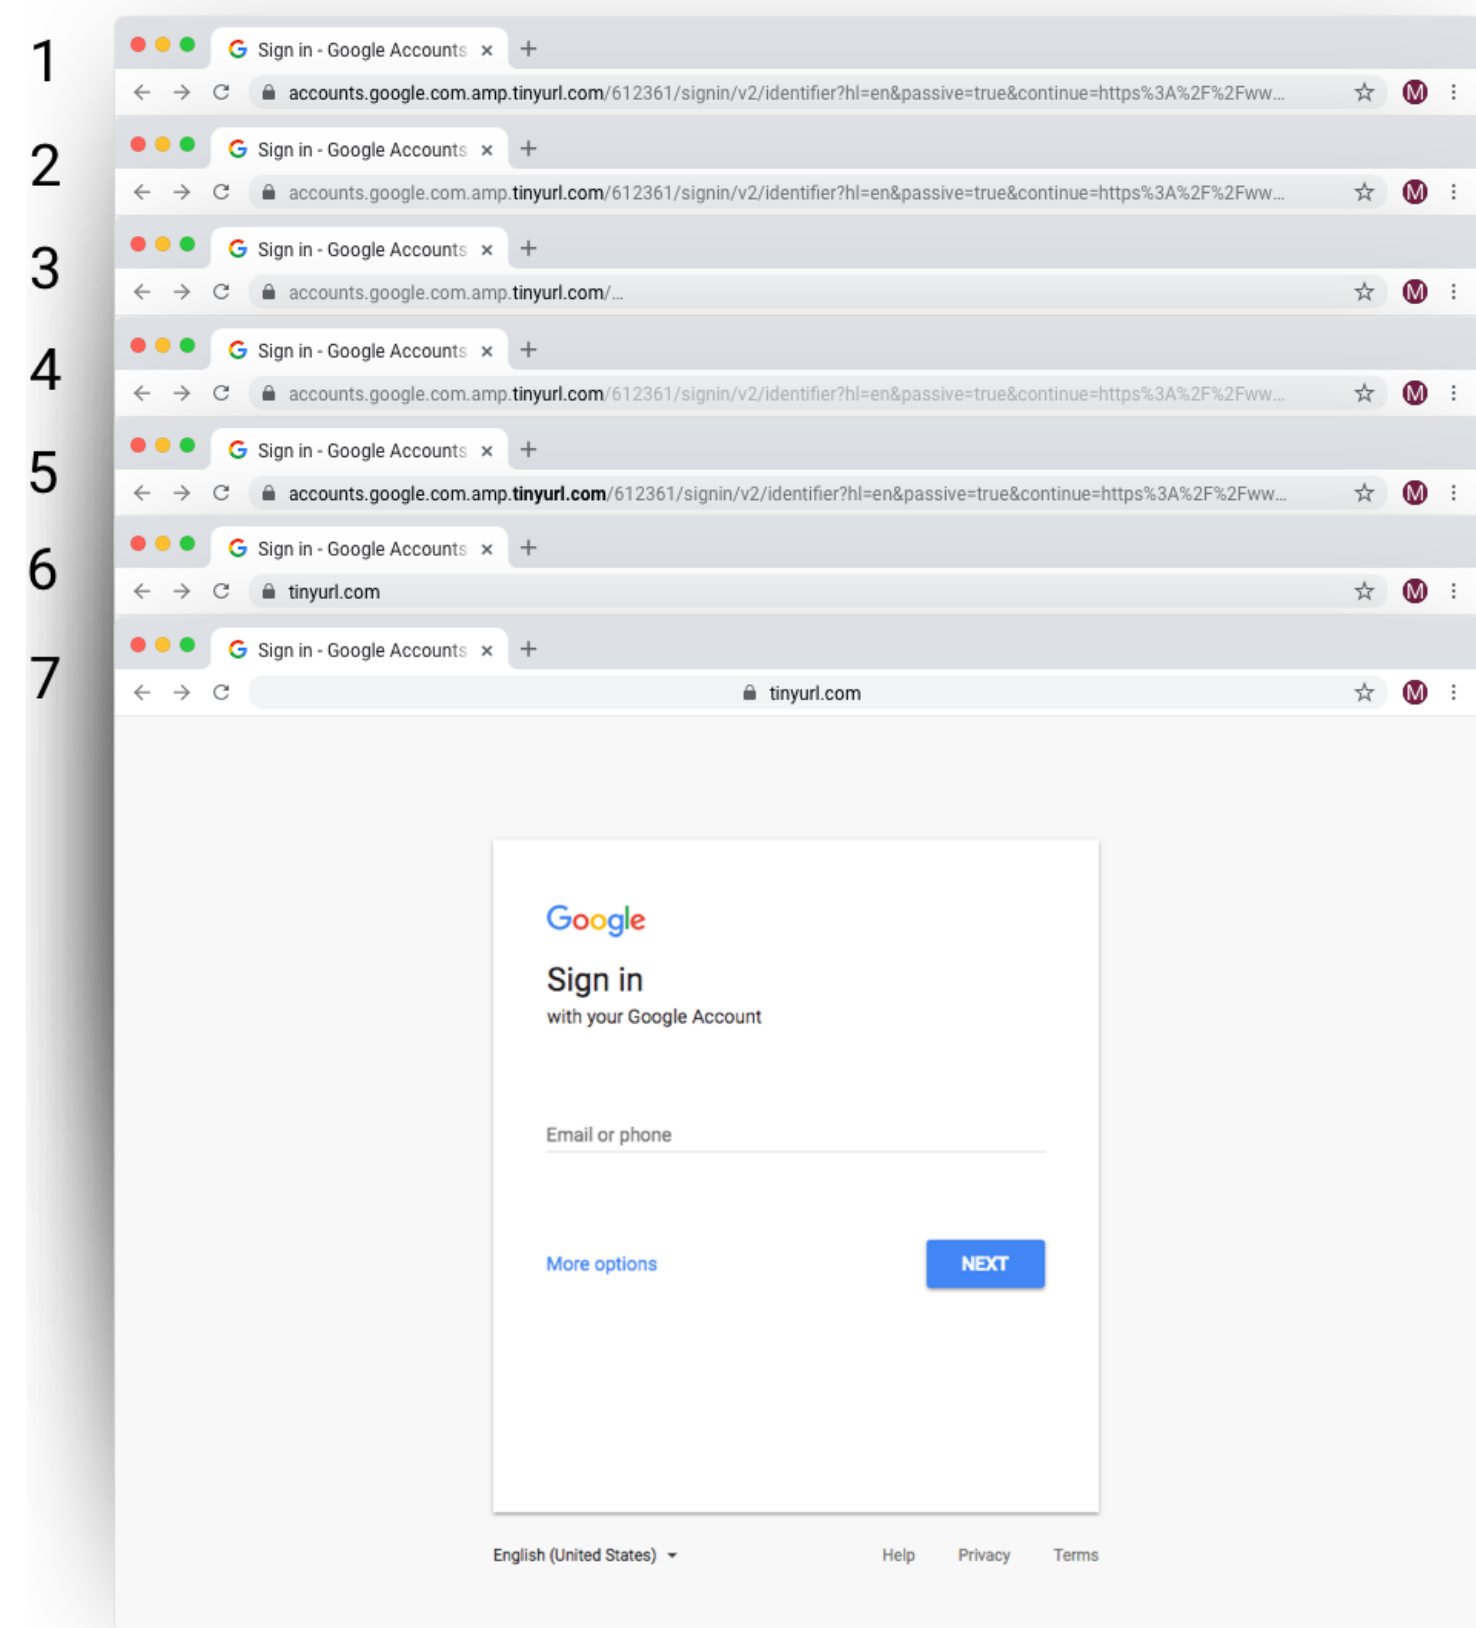 1
Sign in - Google Accounts
accounts.google.com.amp.tinyurl.com/612361/signin/v2/identifier?hl=en&passive=true&continue=https%3A%2F%2Fww...
M
2
Sign in - Google Accounts
accounts.google.com.amp.tinyurl.com/612361/signin/v2/identifier?hl=en&passive=true&continue=https%3A%2F%2Fww...
M
3
Sign in - Google Accounts
accounts.google.com.amp.tinyurl.com/...
M
4
Sign in - Google Accounts
accounts.google.com.amp.tinyurl.com/612361/signin/v2/identifier?hl=en&passive=true&continue=https%3A%2F%2Fww...
M
5
Sign in - Google Accounts
accounts.google.com.amp.tinyurl.com/612361/signin/v2/identifier?hl=en&passive=true&continue=https%3A%2F%2Fww...
M
6
Sign in - Google Accounts
tinyurl.com
M
7
Sign in - Google Accounts
tinyurl.com
M
Google
Sign in
with your Google Account
Email or phone
More options NEXT
English (United States) Help Privacy Terms